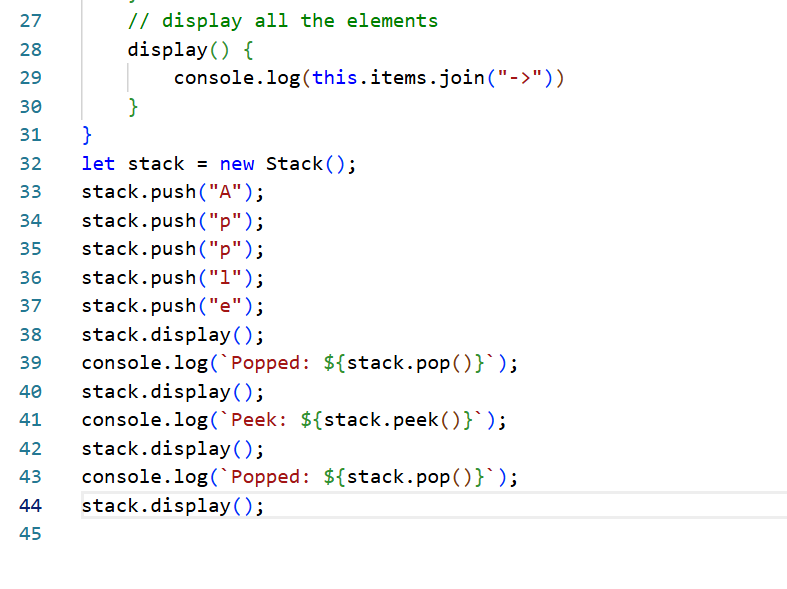 27 // display all the elements
28 display() {
29 console.log(this.items.join("->"))
30 }
31 }
32 let stack = new Stack();
33 stack.push("A");
34 stack.push("p");
35 stack.push("p");
36 stack.push("l");
37 stack.push("e");
38 stack.display();
39 console.log(`Popped: ${stack.pop()}`);
40 stack.display();
41 console.log(`Peek: ${stack.peek()}`);
42 stack.display();
43 console.log(`Popped: ${stack.pop()}`);
44 stack.display();
45